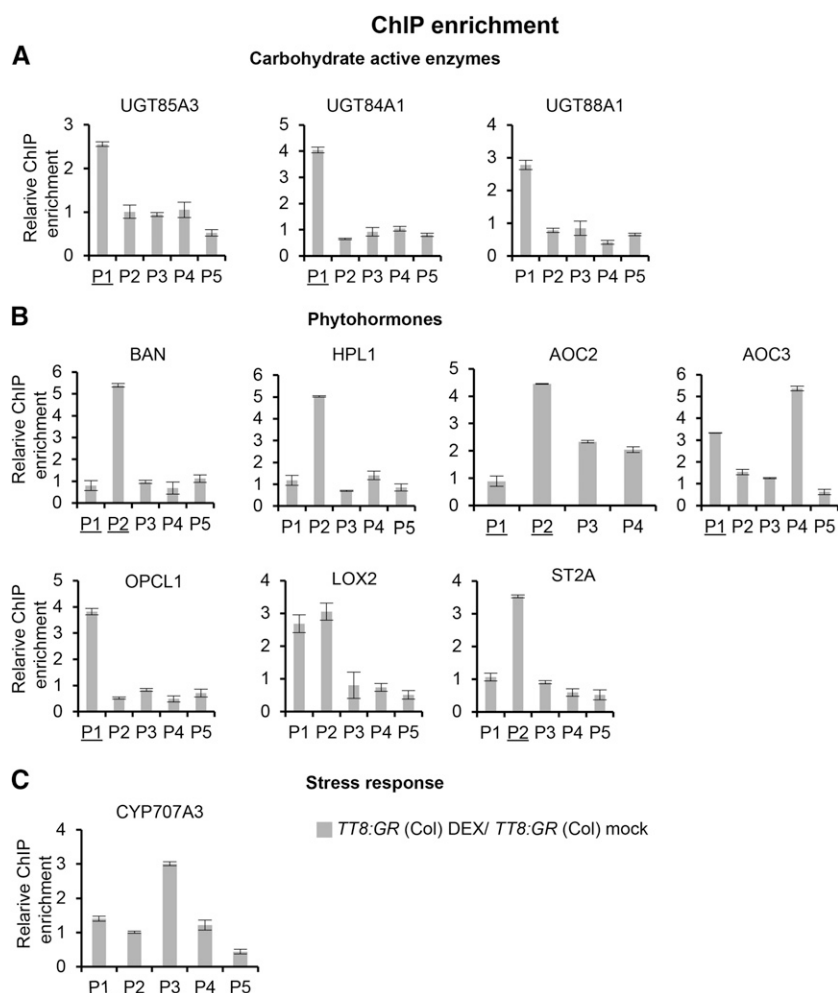 ChIP enrichment
A
Carbohydrate active enzymes
UGT85A3
UGT84A1
UGT88A1
Relarive ChIP
enrichment
3
2
1
0
P1 P2 P3 P4 P5
5
4
3
2
1
0
P1 P2 P3 P4 P5
4
3
2
1
0
P1 P2 P3 P4 P5
B
Phytohormones
BAN
HPL1
AOC2
AOC3
Relarive ChIP
enrichment
6
5
4
3
2
1
0
P1 P2 P3 P4 P5
6
5
4
3
2
1
0
P1 P2 P3 P4 P5
5
4
3
2
1
0
P1 P2 P3 P4
6
5
4
3
2
1
0
P1 P2 P3 P4 P5
OPCL1
LOX2
ST2A
Relarive ChIP
enrichment
5
4
3
2
1
0
P1 P2 P3 P4 P5
4
3
2
1
0
P1 P2 P3 P4 P5
4
3
2
1
0
P1 P2 P3 P4 P5
C
Stress response
CYP707A3
TT8:GR (Col) DEX/ TT8:GR (Col) mock
Relarive ChIP
enrichment
4
3
2
1
0
P1 P2 P3 P4 P5